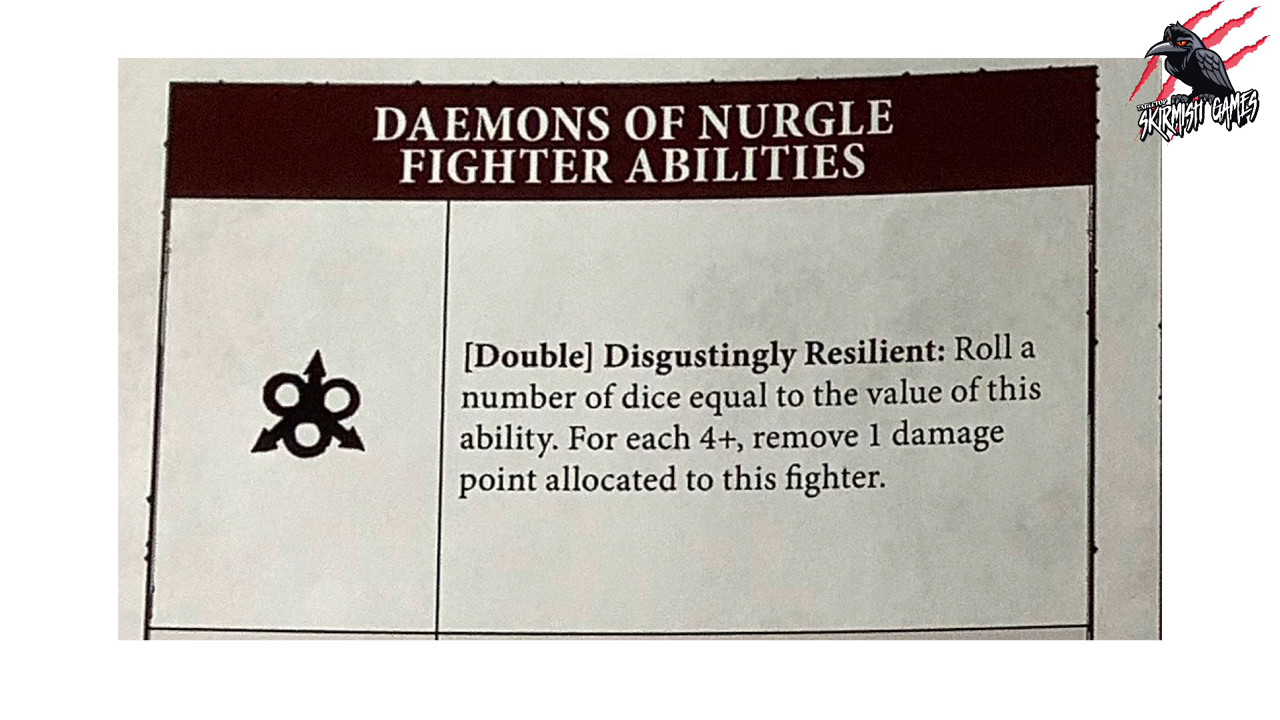 DAEMONS OF NURGLE
FIGHTER ABILITIES
[Double] Disgustingly Resilient: Roll a
number of dice equal to the value of this
ability. For each 4+, remove 1 damage
point allocated to this fighter.
TABLETOP
SKIRMISH GAMES